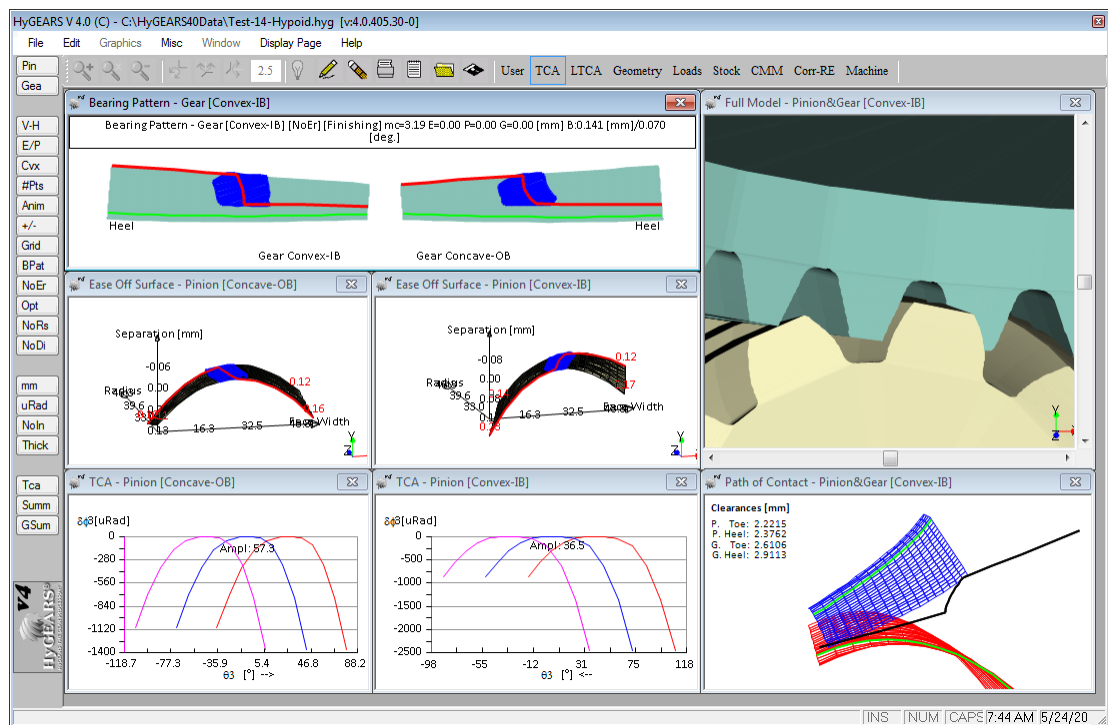 HyGEARS V 4.0 (C) - C:\HyGEARS40Data\Test-14-Hypoid.hyg [v:4.0.405.30-0]
File Edit Graphics Misc Window Display Page Help
Pin
Gea
2.5
User TCA LTCA Geometry Loads Stock CMM Corr-RE Machine
V-H
E/P
Cvx
#Pts
Anim
+/-
Grid
BPat
NoEr
Opt
NoRs
NoDi
mm
uRad
NoIn
Thick
Tca
Summ
GSum
v4
HyGEARS
Bearing Pattern - Gear [Convex-IB]
Bearing Pattern - Gear [Convex-IB] [NoEr] [Finishing] mc=3.19 E=0.00 P=0.00 G=0.00 [mm] B:0.141 [mm]/0.070
[deg.]
Heel Heel
Gear Convex-IB Gear Concave-OB
Full Model - Pinion&Gear [Convex-IB]
Y
Ease Off Surface - Pinion [Concave-OB]
Separation [mm]
-0.06
0.00
Radius
39.6
0.12
0.16
0.13
16.3
32.5
Width
Y
Z
Ease Off Surface - Pinion [Convex-IB]
Separation [mm]
-0.08
0.00
Radius
39.6
33.0
0.12
17
16.3
32.5
Width
Y
Z
TCA - Pinion [Concave-OB]
δϕ3[uRad]
Ampl: 57.3
0
-280
-560
-840
-1120
-1400
-118.7 -77.3 -35.9 5.4 46.8 88.2
θ3 [°] -->
TCA - Pinion [Convex-IB]
δϕ3[uRad]
Ampl: 36.5
0
-500
-1000
-1500
-2000
-2500
-98 -55 -12 31 75 118
θ3 [°] <--
Path of Contact - Pinion&Gear [Convex-IB]
Clearances [mm]
P. Toe: 2.2215
P. Heel: 2.3762
G. Toe: 2.6106
G. Heel: 2.9113
INS NUM CAPS 7:44 AM 5/24/20